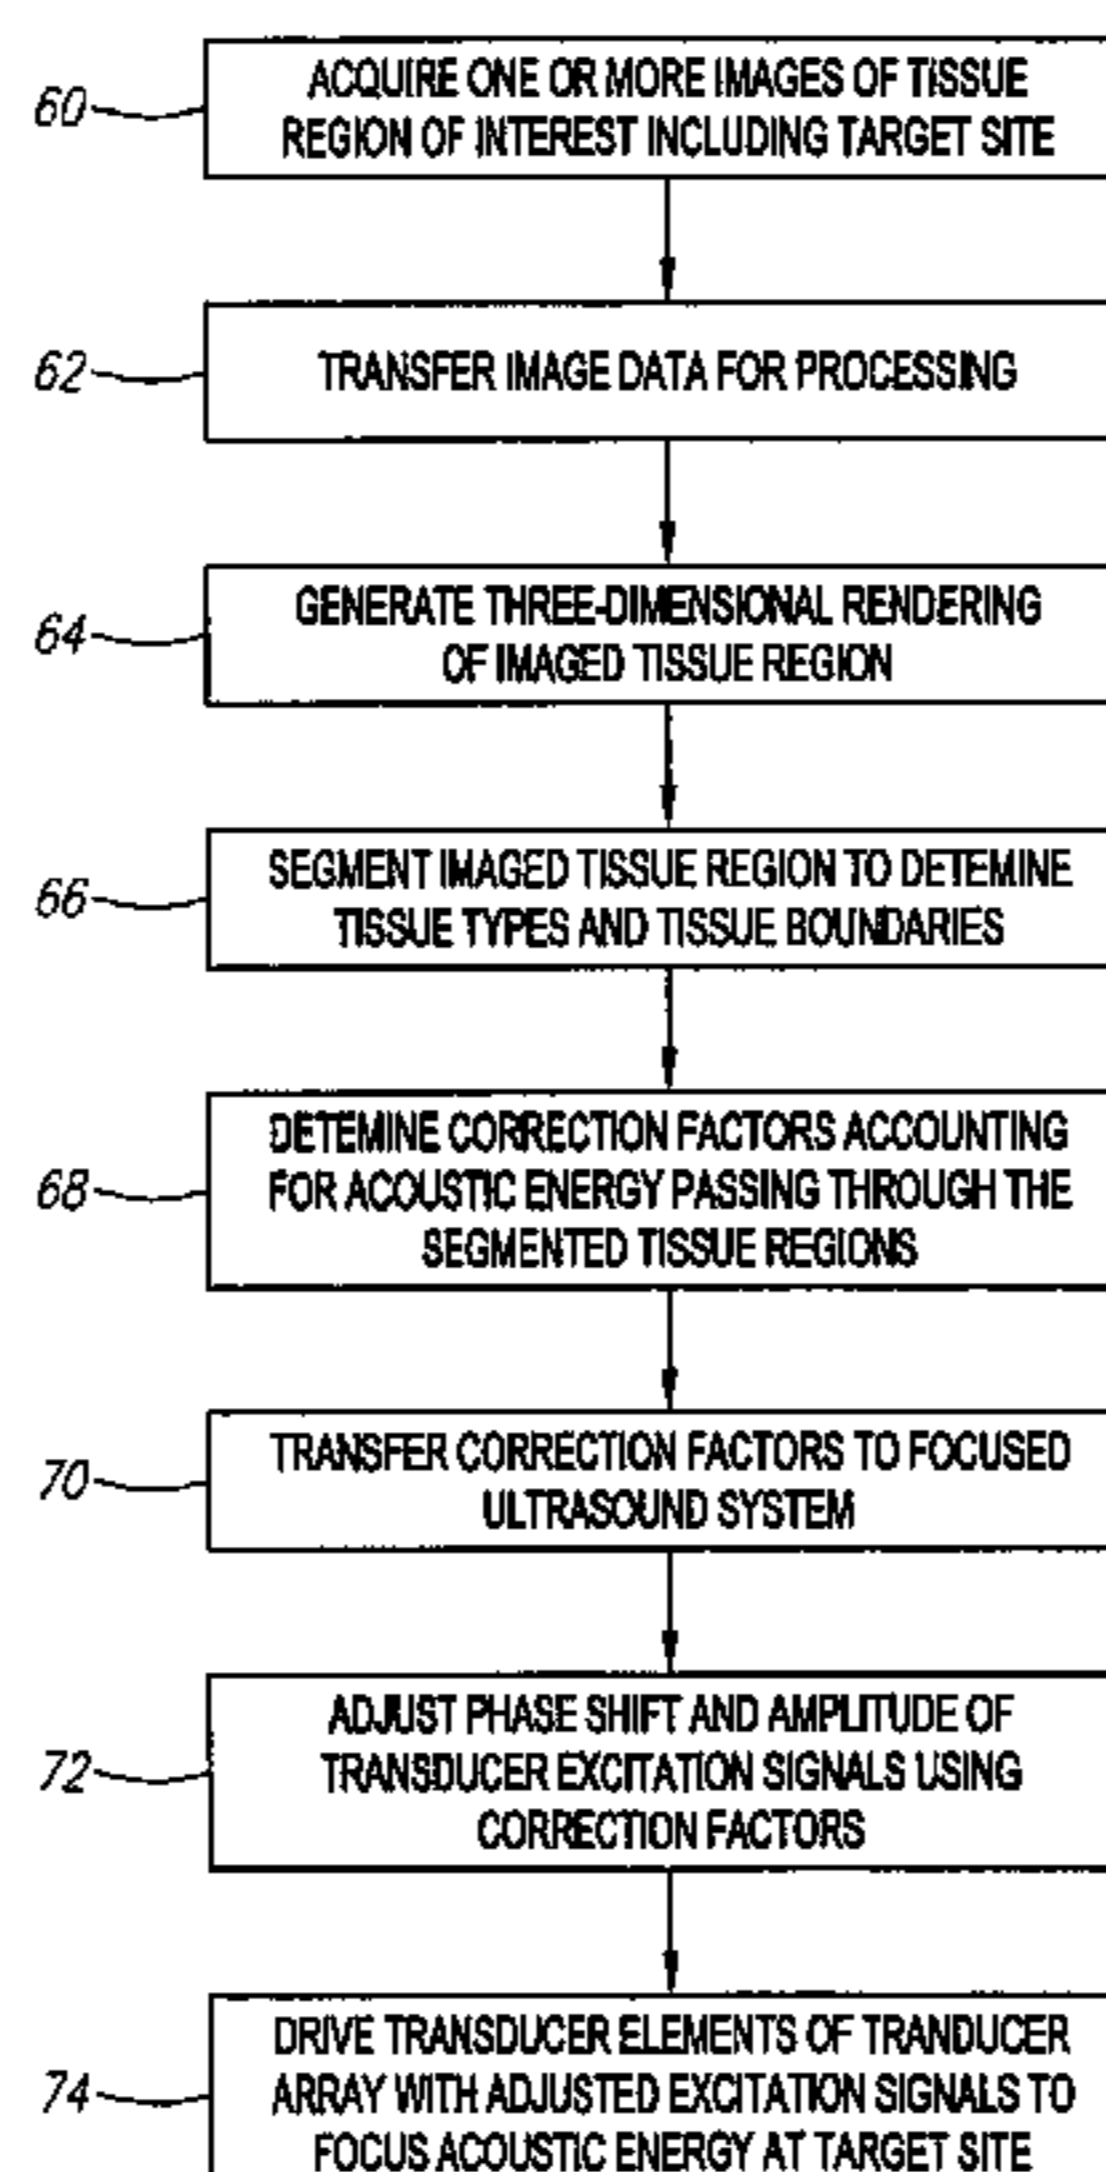 60
ACQUIRE ONE OR MORE IMAGES OF TISSUE
REGION OF INTEREST INCLUDING TARGET SITE
62
TRANSFER IMAGE DATA FOR PROCESSING
64
GENERATE THREE-DIMENSIONAL RENDERING
OF IMAGED TISSUE REGION
66
SEGMENT IMAGED TISSUE REGION TO DETEMINE
TISSUE TYPES AND TISSUE BOUNDARIES
68
DETEMINE CORRECTION FACTORS ACCOUNTING
FOR ACOUSTIC ENERGY PASSING THROUGH THE
SEGMENTED TISSUE REGIONS
70
TRANSFER CORRECTION FACTORS TO FOCUSED
ULTRASOUND SYSTEM
72
ADJUST PHASE SHIFT AND AMPLITUDE OF
TRANSDUCER EXCITATION SIGNALS USING
CORRECTION FACTORS
74
DRIVE TRANSDUCER ELEMENTS OF TRANDUCER
ARRAY WITH ADJUSTED EXCITATION SIGNALS TO
FOCUS ACOUSTIC ENERGY AT TARGET SITE